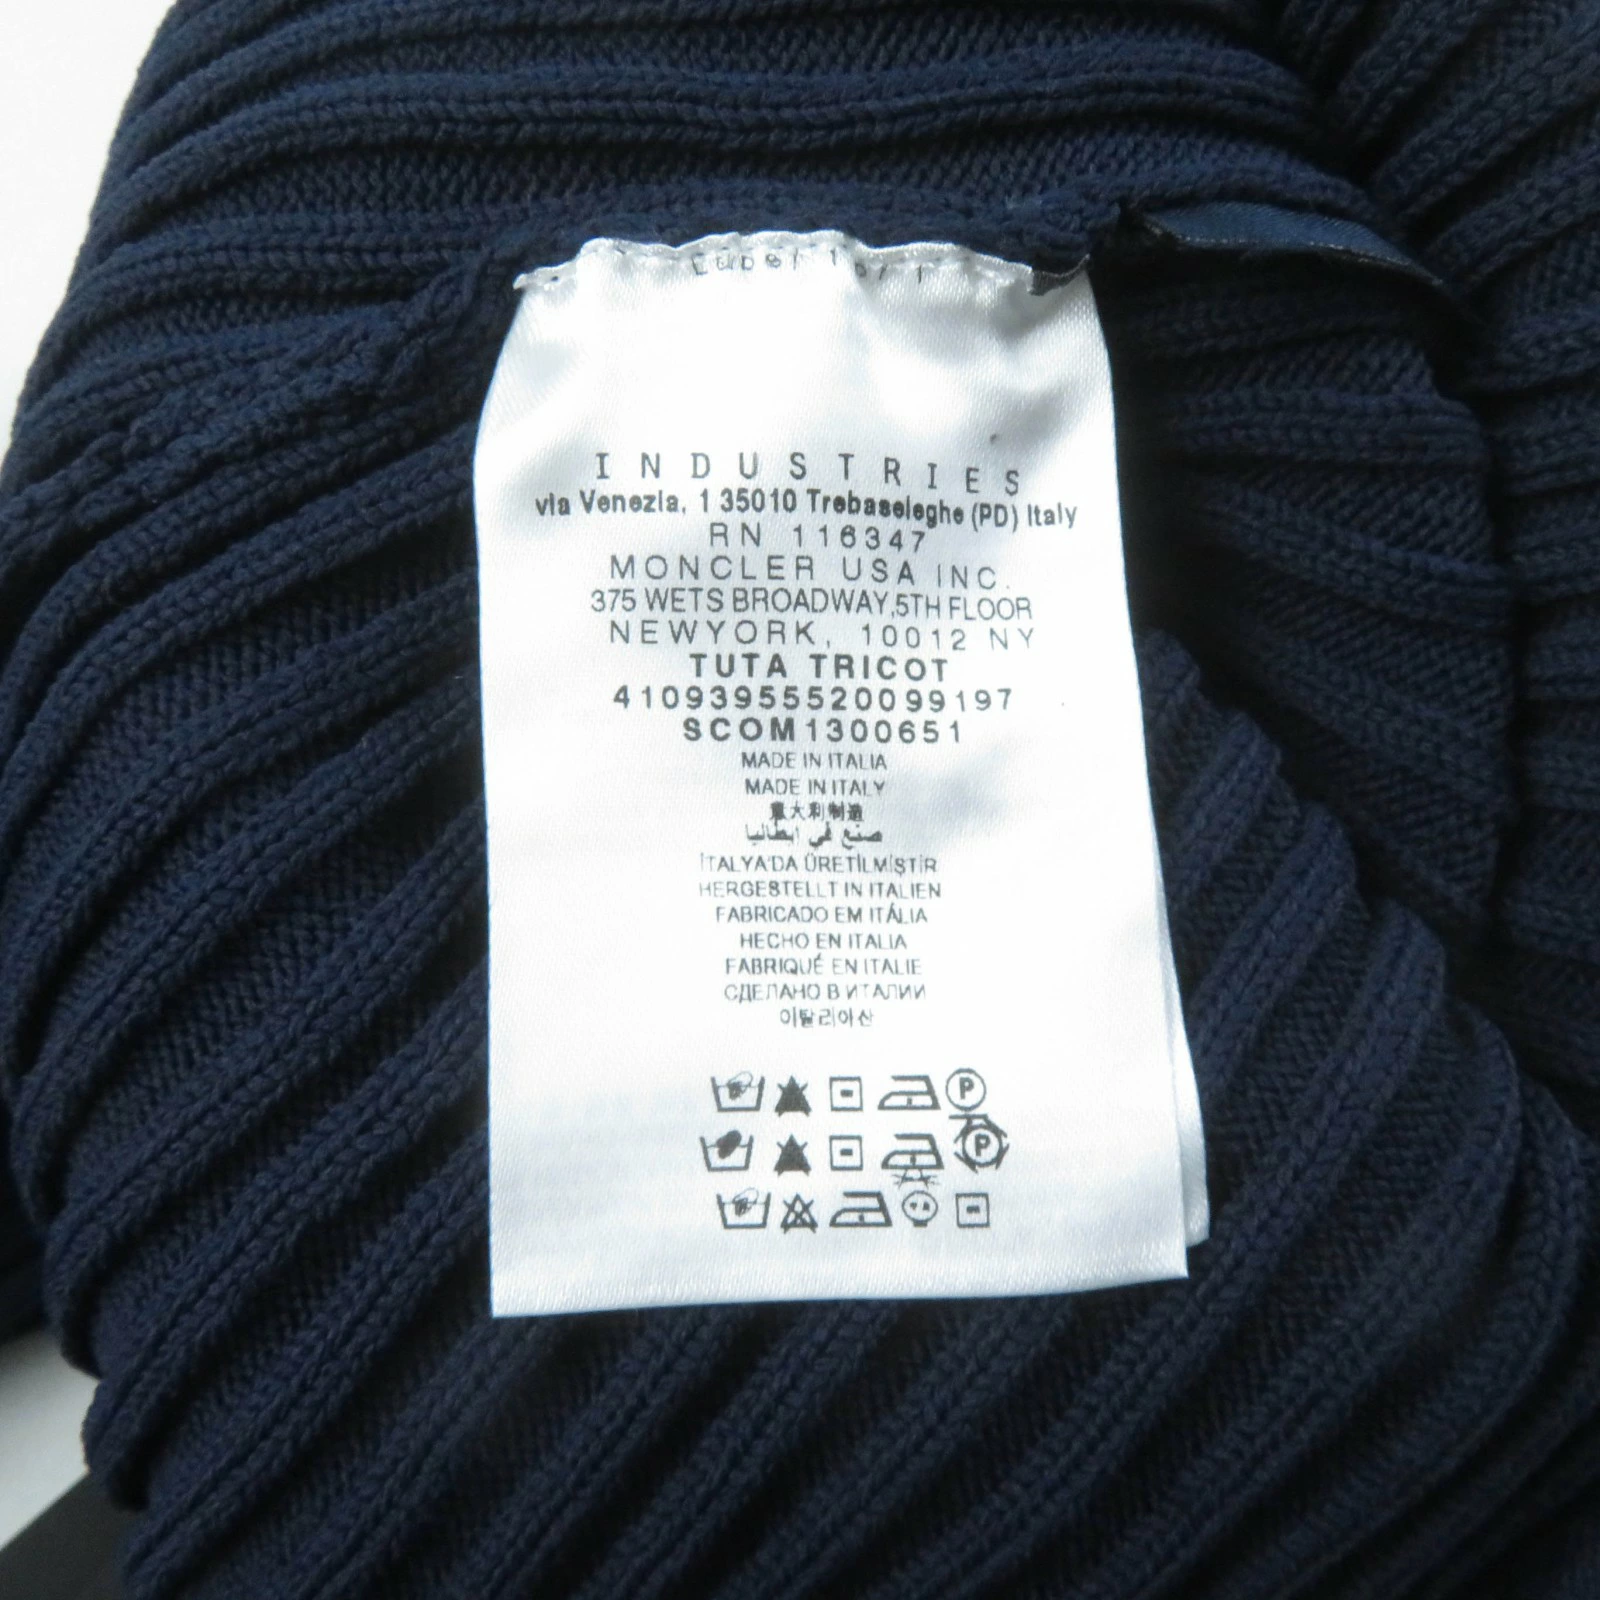 Label 1
INDUSTRIES
via Venezia, 1 35010 Trebaseleghe (PD) Italy
RN 116347
MONCLER USA INC.
375 WETS BROADWAY,5TH FLOOR
NEWYORK, 10012 NY
TUTA TRICOT
41093955520099197
SCOM1300651
MADE IN ITALIA
MADE IN ITALY
意大利制造
صنع في ايطاليا
İTALYA'DA ÜRETİLMİŞTİR
HERGESTELLT IN ITALIEN
FABRICADO EM ITÁLIA
HECHO EN ITALIA
FABRIQUÉ EN ITALIE
СДЕЛАНО В ИТАЛИИ
이탈리아산
P
P